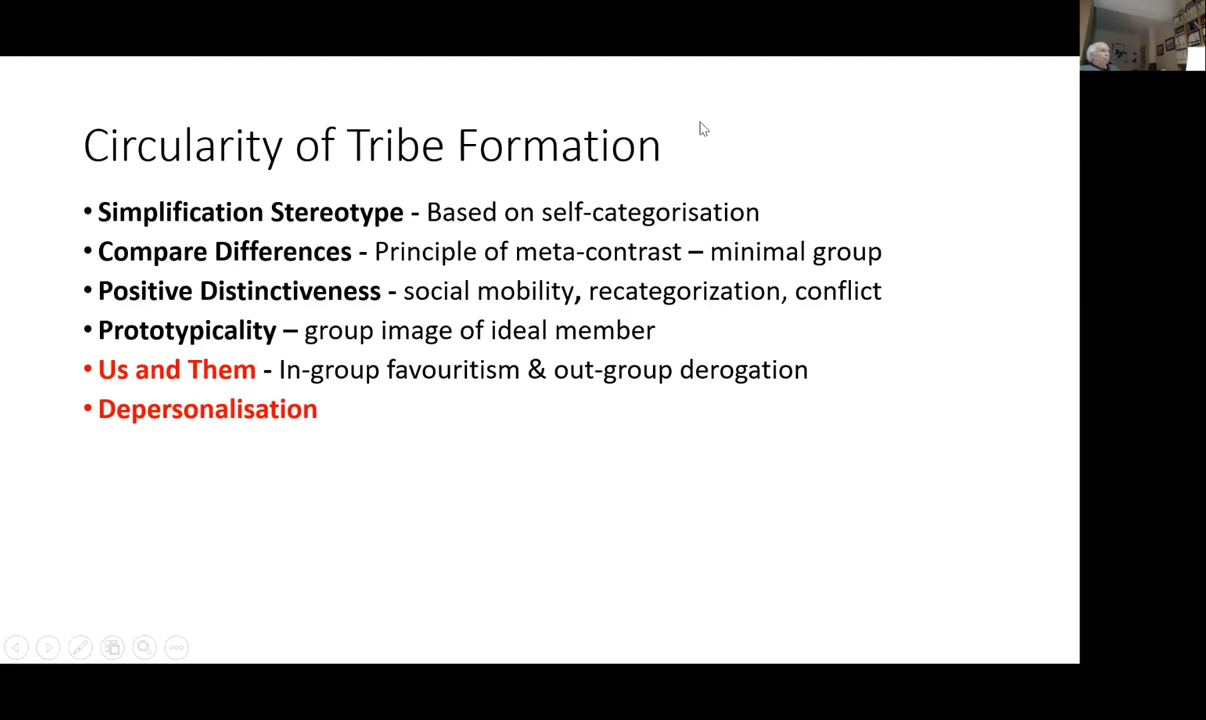 Circularity of Tribe Formation
• Simplification Stereotype - Based on self-categorisation
• Compare Differences - Principle of meta-contrast – minimal group
• Positive Distinctiveness - social mobility, recategorization, conflict
• Prototypicality – group image of ideal member
• Us and Them - In-group favouritism & out-group derogation
• Depersonalisation